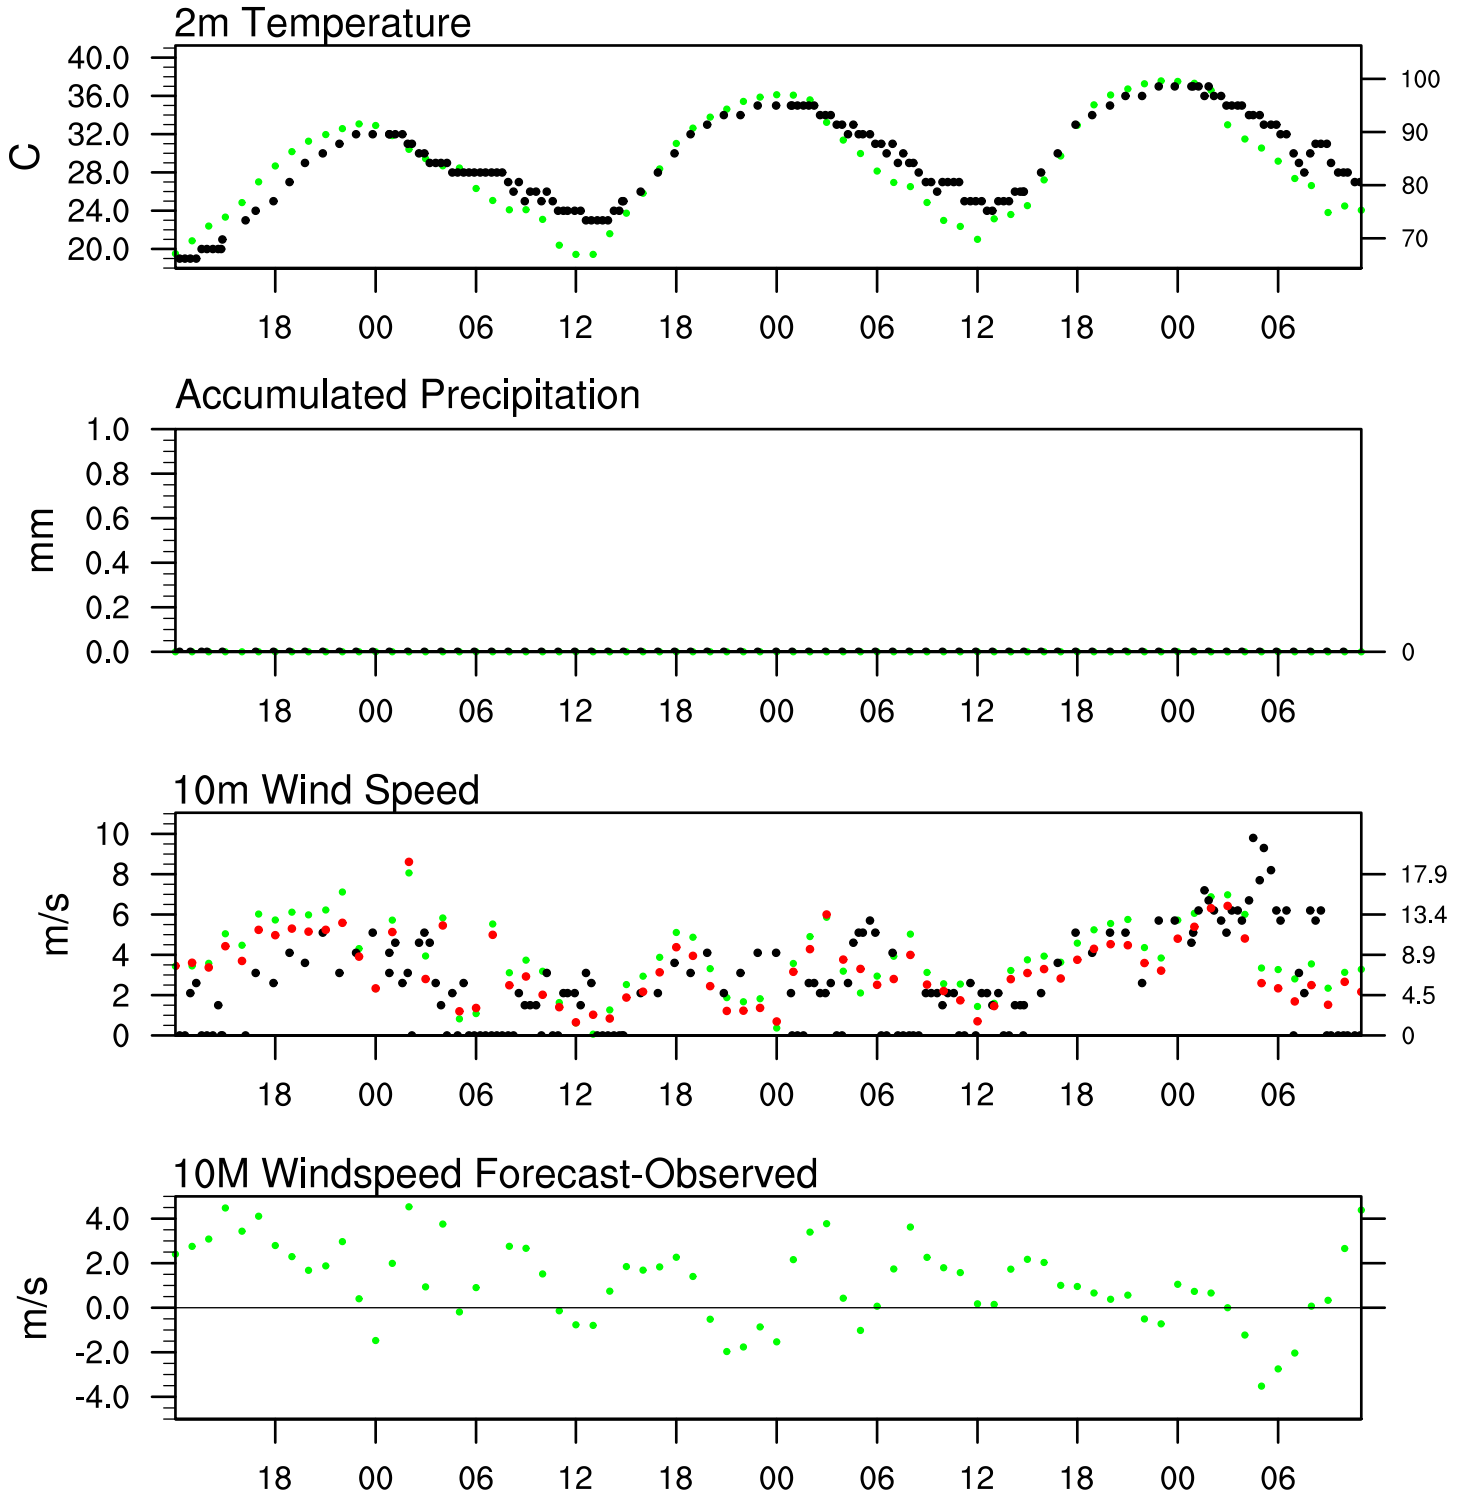 2m Temperature
40.0
36.0
32.0
28.0
24.0
20.0
C
100
90
80
70
18 00 06 12 18 00 06 12 18 00 06
Accumulated Precipitation
1.0
0.8
0.6
0.4
0.2
0.0
mm
0
18 00 06 12 18 00 06 12 18 00 06
10m Wind Speed
10
8
6
4
2
0
m/s
17.9
13.4
8.9
4.5
0
18 00 06 12 18 00 06 12 18 00 06
10M Windspeed Forecast-Observed
4.0
2.0
0.0
-2.0
-4.0
m/s
18 00 06 12 18 00 06 12 18 00 06